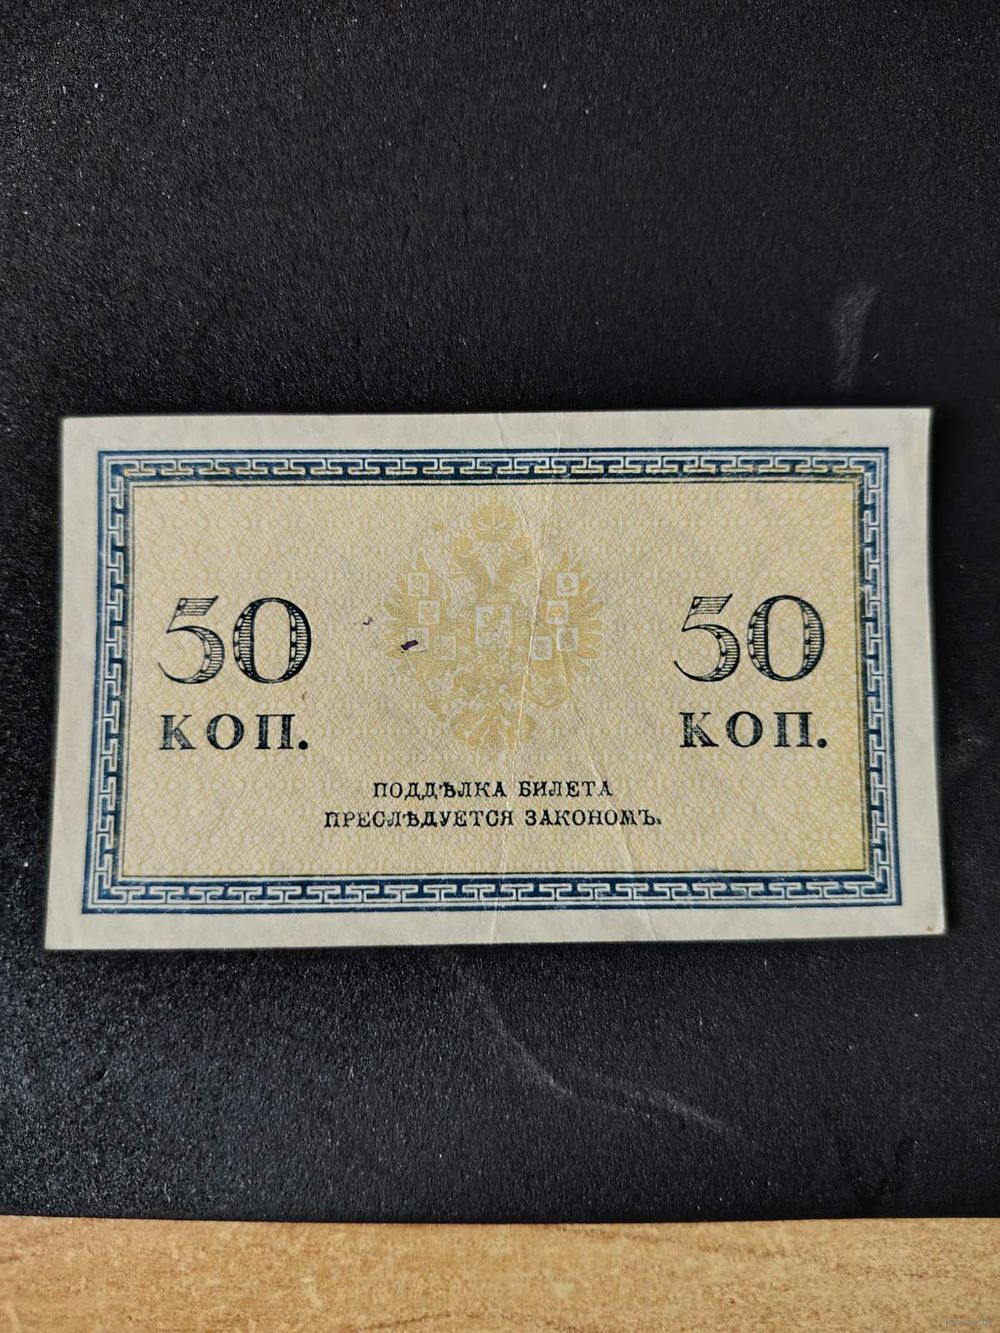 50 50
КОП. КОП.
ПОДДѢЛКА БИЛЕТА
ПРЕСЛѢДУЕТСЯ ЗАКОНОМЪ.